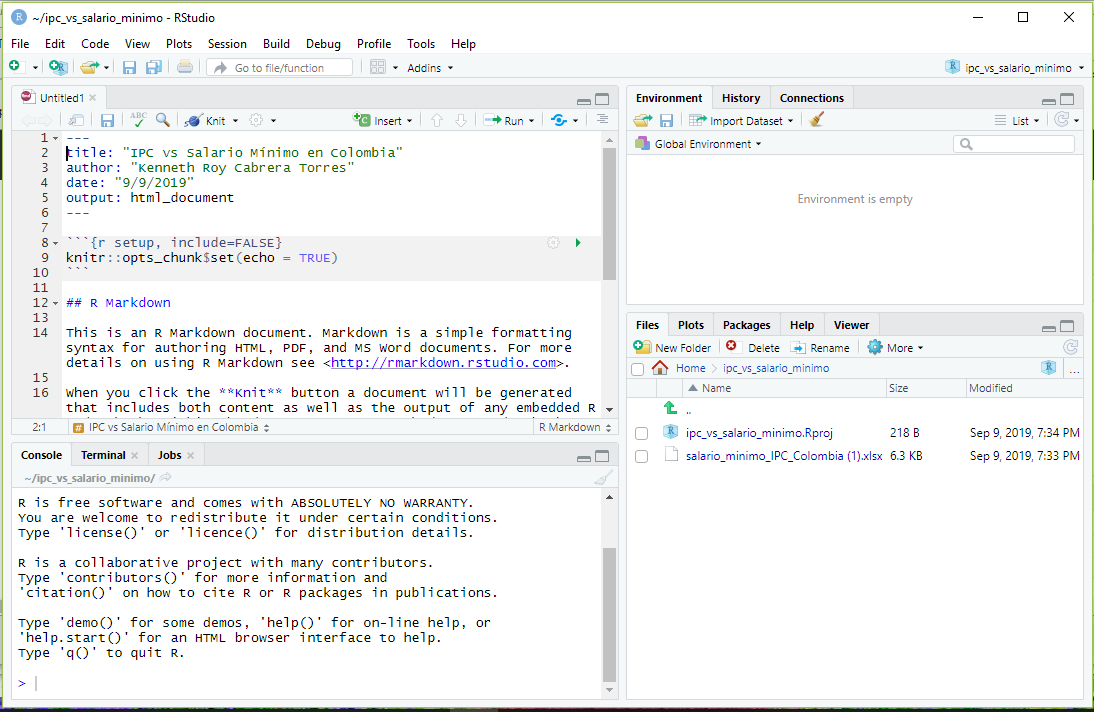 ~/ipc_vs_salario_minimo - RStudio
File Edit Code View Plots Session Build Debug Profile Tools Help
Go to file/function Addins ipc_vs_salario_minimo
Untitled1
ABC Knit Insert Run
1 ---
2 title: "IPC vs Salario Mínimo en Colombia"
3 author: "Kenneth Roy Cabrera Torres"
4 date: "9/9/2019"
5 output: html_document
6 ---
7
8 ```{r setup, include=FALSE}
9 knitr::opts_chunk$set(echo = TRUE)
10 ```
11
12 ## R Markdown
13
14 This is an R Markdown document. Markdown is a simple formatting
syntax for authoring HTML, PDF, and MS Word documents. For more
details on using R Markdown see <http://rmarkdown.rstudio.com>.
15
16 When you click the **Knit** button a document will be generated
that includes both content as well as the output of any embedded R
2:1 # IPC vs Salario Mínimo en Colombia R Markdown
Console Terminal Jobs
~/ipc_vs_salario_minimo/
R is free software and comes with ABSOLUTELY NO WARRANTY.
You are welcome to redistribute it under certain conditions.
Type 'license()' or 'licence()' for distribution details.
R is a collaborative project with many contributors.
Type 'contributors()' for more information and
'citation()' on how to cite R or R packages in publications.
Type 'demo()' for some demos, 'help()' for on-line help, or
'help.start()' for an HTML browser interface to help.
Type 'q()' to quit R.
>
Environment History Connections
Import Dataset List
Global Environment
Environment is empty
Files Plots Packages Help Viewer
New Folder Delete Rename More
Home ipc_vs_salario_minimo ...
Name Size Modified
..
ipc_vs_salario_minimo.Rproj 218 B Sep 9, 2019, 7:34 PM
salario_minimo_IPC_Colombia (1).xlsx 6.3 KB Sep 9, 2019, 7:33 PM